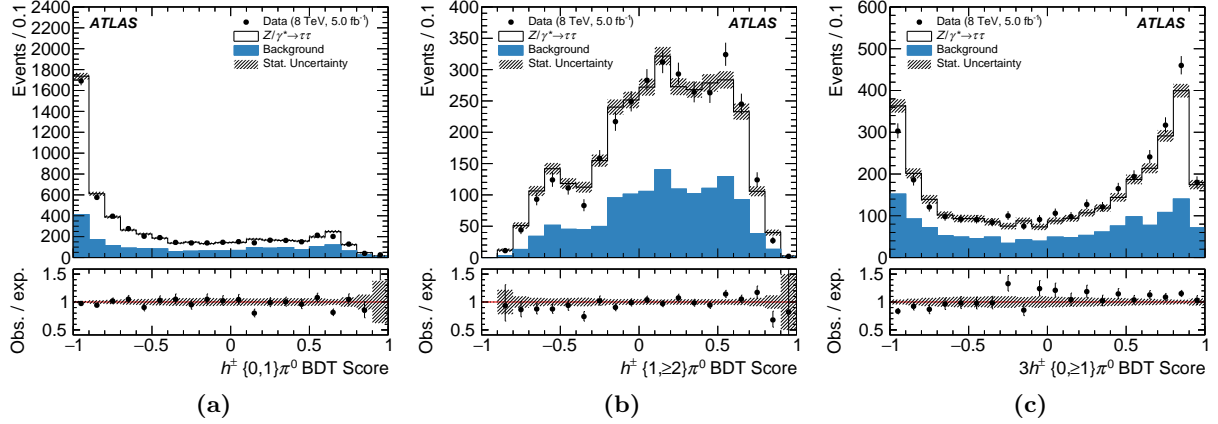 Events / 0.1
2600
2400
2200
2000
1800
1600
1400
1200
1000
800
600
400
200
0
ATLAS
Data (8 TeV, 5.0 fb⁻¹)
Z/γ*→ττ
Background
Stat. Uncertainty
Obs. / exp.
1.5
1
0.5
−1 −0.5 0 0.5 1
h± {0,1}π⁰ BDT Score
(a)
Events / 0.1
400
350
300
250
200
150
100
50
0
Data (8 TeV, 5.0 fb⁻¹)
Z/γ*→ττ
Background
Stat. Uncertainty
ATLAS
Obs. / exp.
1.5
1
0.5
−1 −0.5 0 0.5 1
h± {1,≥2}π⁰ BDT Score
(b)
Events / 0.1
600
500
400
300
200
100
0
Data (8 TeV, 5.0 fb⁻¹)
Z/γ*→ττ
Background
Stat. Uncertainty
ATLAS
Obs. / exp.
1.5
1
0.5
−1 −0.5 0 0.5 1
3h± {0,≥1}π⁰ BDT Score
(c)